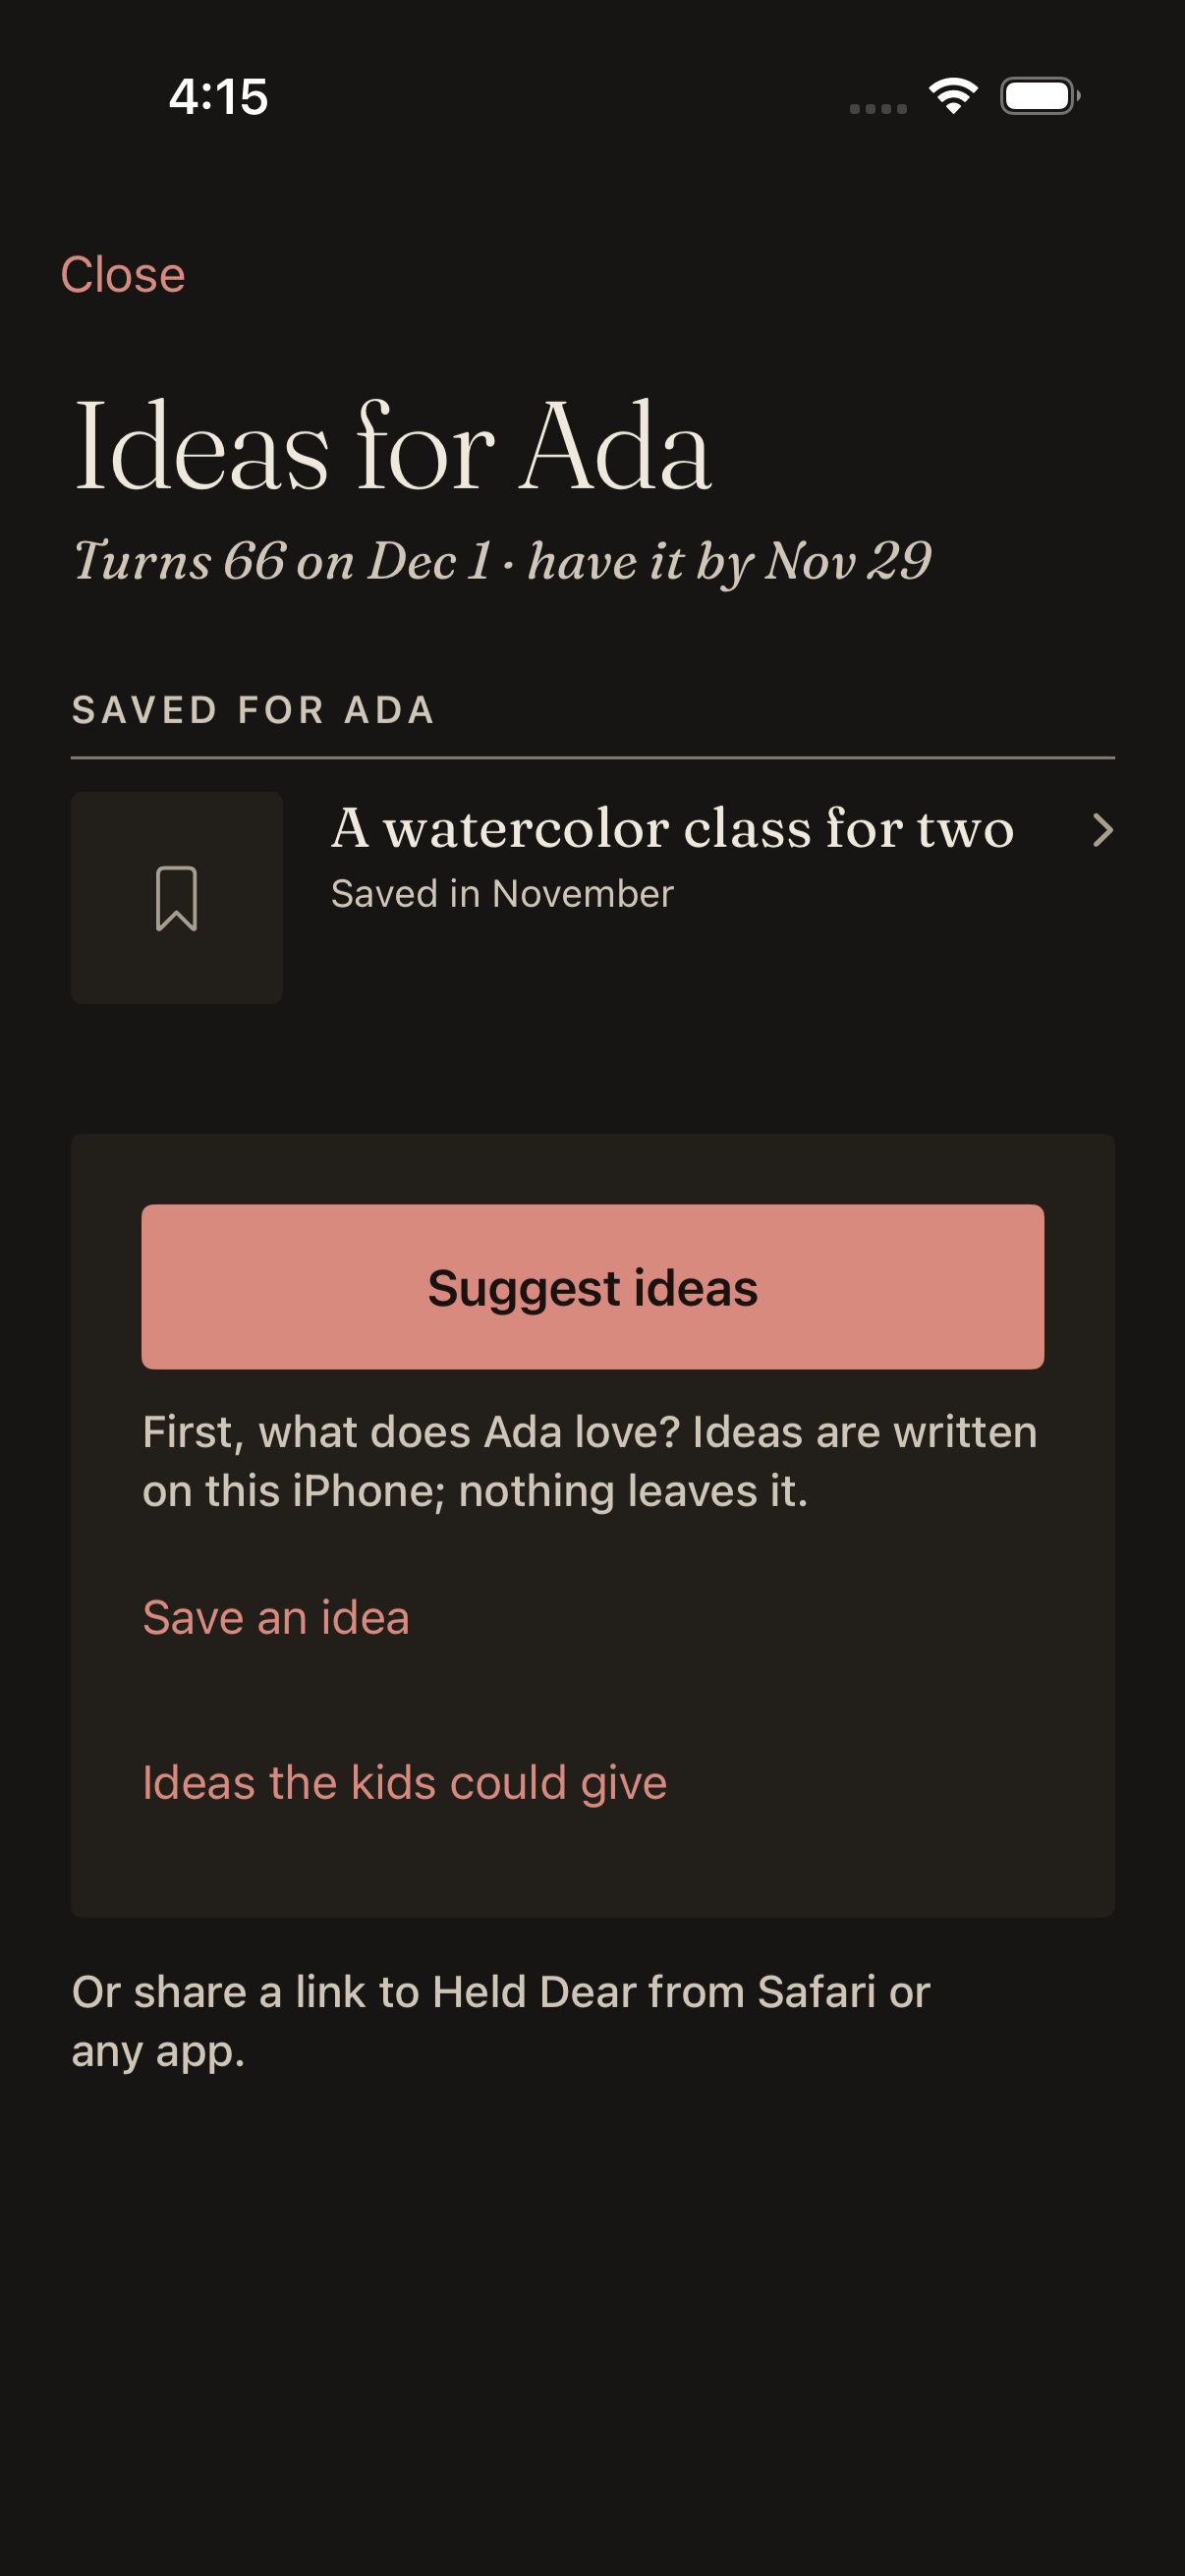 4:15
Close
Ideas for Ada
Turns 66 on Dec 1 · have it by Nov 29
SAVED FOR ADA
A watercolor class for two
Saved in November
Suggest ideas
First, what does Ada love? Ideas are written
on this iPhone; nothing leaves it.
Save an idea
Ideas the kids could give
Or share a link to Held Dear from Safari or
any app.